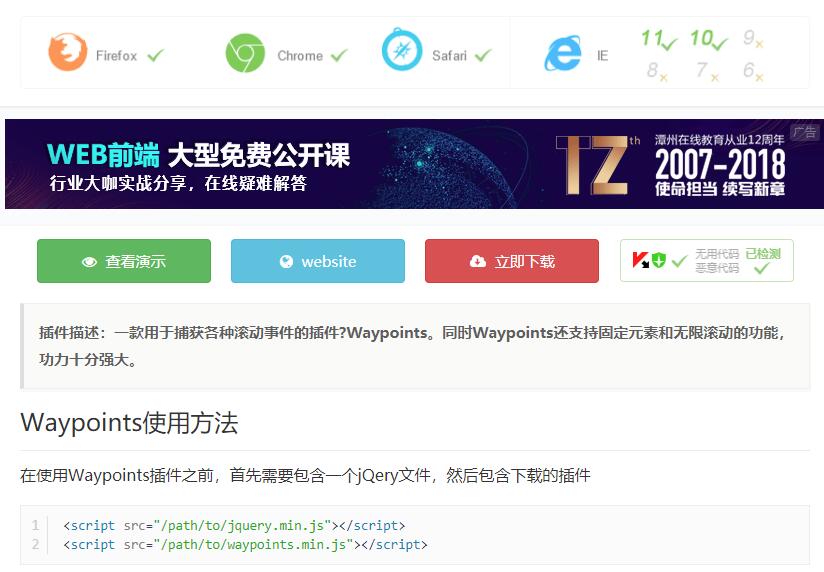 Firefox Chrome Safari IE 11 10 9
8 7 6
广告
WEB前端 大型免费公开课
行业大咖实战分享，在线疑难解答
TZth
潭州在线教育从业12周年
2007-2018
使命担当 续写新章
查看演示 website 立即下载
无用代码 已检测
恶意代码
插件描述：一款用于捕获各种滚动事件的插件?Waypoints。同时Waypoints还支持固定元素和无限滚动的功能，
功力十分强大。
Waypoints使用方法
在使用Waypoints插件之前，首先需要包含一个jQery文件，然后包含下载的插件
1 <script src="/path/to/jquery.min.js"></script>
2 <script src="/path/to/waypoints.min.js"></script>